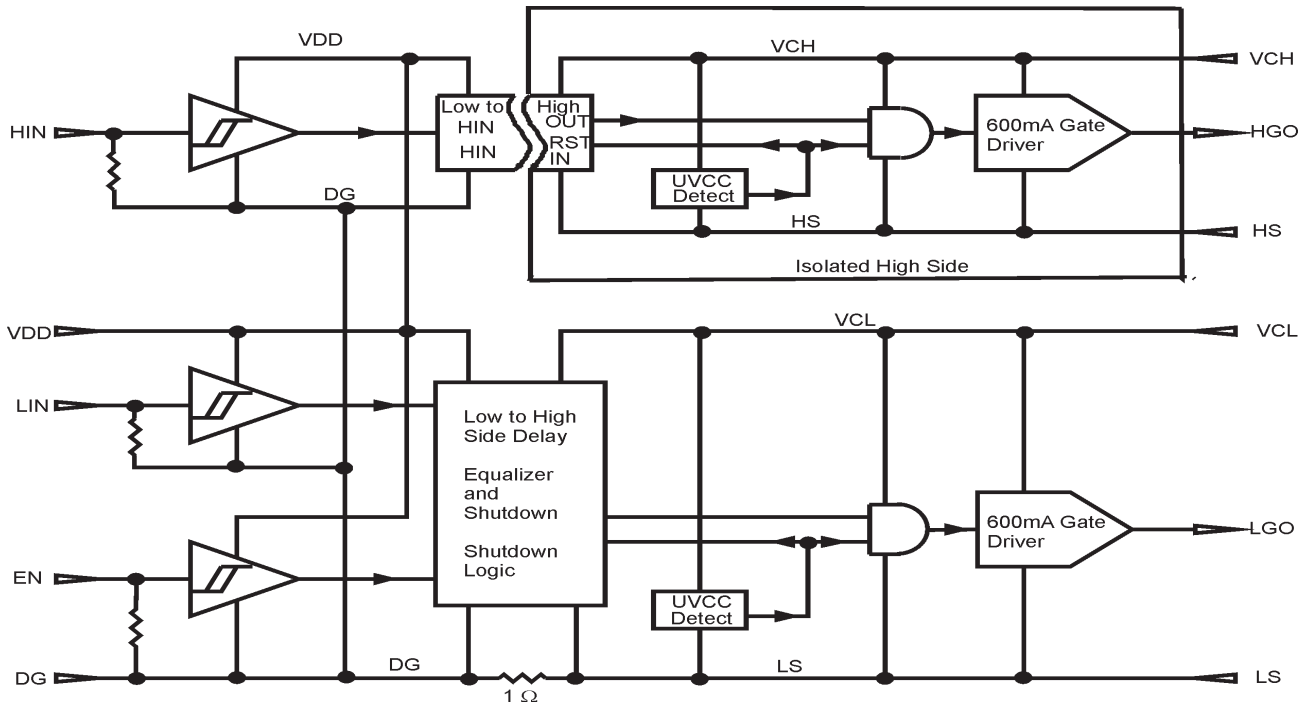 VDD
VCH
VCH
HIN
Low to
HIN
HIN
High
OUT
RST
IN
600mA Gate
Driver
HGO
UVCC
Detect
DG
HS
HS
Isolated High Side
VDD
VCL
VCL
LIN
Low to High
Side Delay
Equalizer
and
Shutdown
Shutdown
Logic
600mA Gate
Driver
LGO
EN
UVCC
Detect
DG
DG
1 Ω
LS
LS